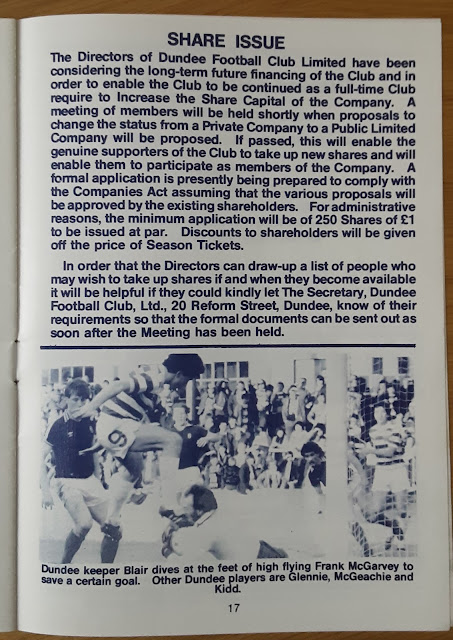 SHARE ISSUE
The Directors of Dundee Football Club Limited have been
considering the long-term future financing of the Club and in
order to enable the Club to be continued as a full-time Club
require to Increase the Share Capital of the Company. A
meeting of members will be held shortly when proposals to
change the status from a Private Company to a Public Limited
Company will be proposed. If passed, this will enable the
genuine supporters of the Club to take up new shares and will
enable them to participate as members of the Company. A
formal application is presently being prepared to comply with
the Companies Act assuming that the various proposals will
be approved by the existing shareholders. For administrative
reasons, the minimum application will be of 250 Shares of £1
to be issued at par. Discounts to shareholders will be given
off the price of Season Tickets.
In order that the Directors can draw-up a list of people who
may wish to take up shares if and when they become available
it will be helpful if they could kindly let The Secretary, Dundee
Football Club, Ltd., 20 Reform Street, Dundee, know of their
requirements so that the formal documents can be sent out as
soon after the Meeting has been held.
9
Dundee keeper Blair dives at the feet of high flying Frank McGarvey to
save a certain goal. Other Dundee players are Glennie, McGeachie and
Kidd.
17